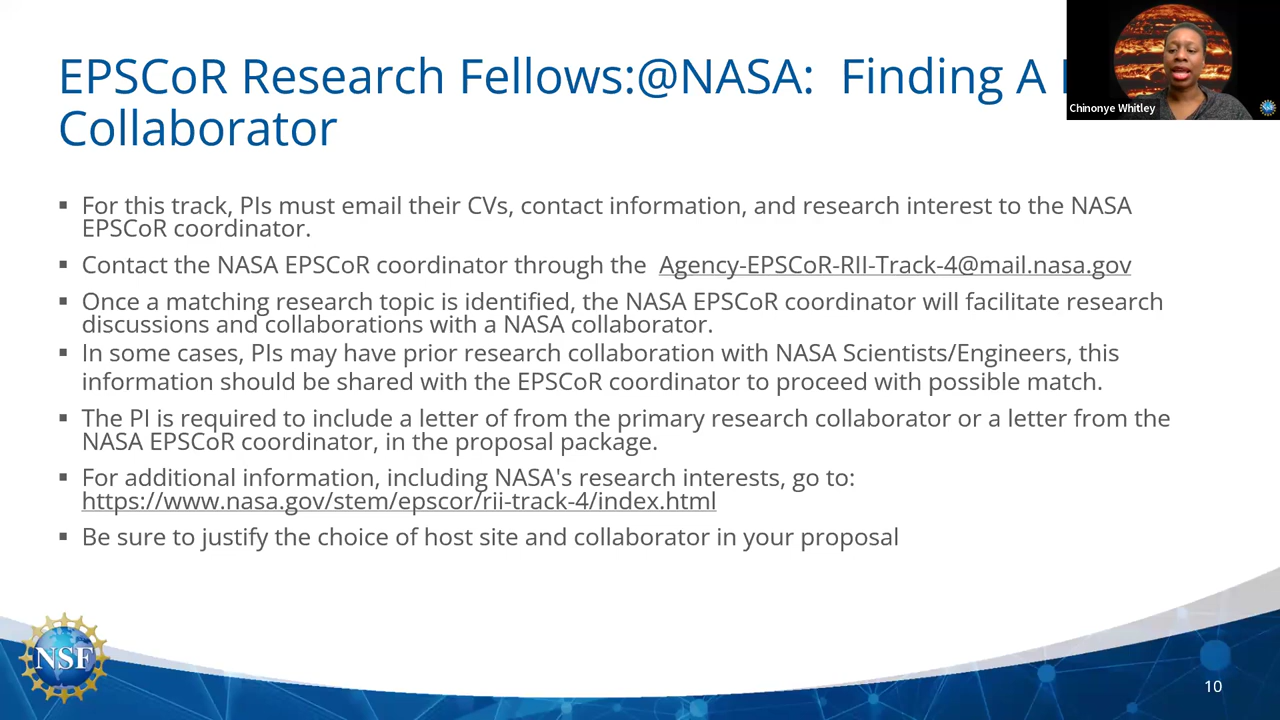 EPSCoR Research Fellows:@NASA: Finding A
Collaborator
Chinonye Whitley
▪ For this track, PIs must email their CVs, contact information, and research interest to the NASA
EPSCoR coordinator.
▪ Contact the NASA EPSCoR coordinator through the Agency-EPSCoR-RII-Track-4@mail.nasa.gov
▪ Once a matching research topic is identified, the NASA EPSCoR coordinator will facilitate research
discussions and collaborations with a NASA collaborator.
▪ In some cases, PIs may have prior research collaboration with NASA Scientists/Engineers, this
information should be shared with the EPSCoR coordinator to proceed with possible match.
▪ The PI is required to include a letter of from the primary research collaborator or a letter from the
NASA EPSCoR coordinator, in the proposal package.
▪ For additional information, including NASA's research interests, go to:
https://www.nasa.gov/stem/epscor/rii-track-4/index.html
▪ Be sure to justify the choice of host site and collaborator in your proposal
NSF
10